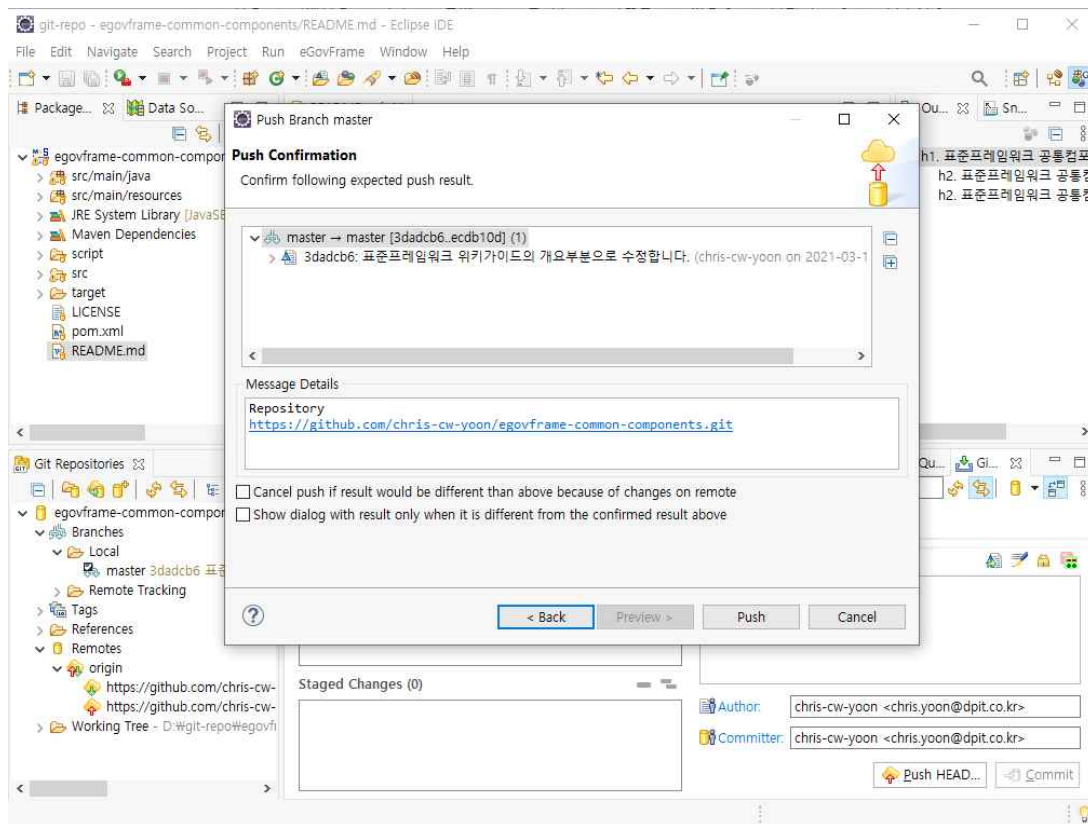 git-repo - egovframe-common-components/README.md - Eclipse IDE
File Edit Navigate Search Project Run eGovFrame Window Help
Package... Data So...
Ou... Sn...
egovframe-common-compor
src/main/java
src/main/resources
JRE System Library [JavaSE
Maven Dependencies
script
src
target
LICENSE
pom.xml
README.md
h1. 표준프레임워크 공통컴포
h2. 표준프레임워크 공통컴
h2. 표준프레임워크 공통컴
Push Branch master
Push Confirmation
Confirm following expected push result.
master → master [3dadcb6..ecdb10d] (1)
3dadcb6: 표준프레임워크 위키가이드의 개요부분으로 수정합니다. (chris-cw-yoon on 2021-03-1
Message Details
Repository
https://github.com/chris-cw-yoon/egovframe-common-components.git
Cancel push if result would be different than above because of changes on remote
Show dialog with result only when it is different from the confirmed result above
< Back Preview > Push Cancel
Git Repositories
Qu... Gi...
egovframe-common-compor
Branches
Local
master 3dadcb6
Remote Tracking
Tags
References
Remotes
origin
https://github.com/chris-cw-
https://github.com/chris-cw-
Working Tree - D:₩git-repo₩egovfr
Staged Changes (0)
Author: chris-cw-yoon <chris.yoon@dpit.co.kr>
Committer: chris-cw-yoon <chris.yoon@dpit.co.kr>
Push HEAD... Commit